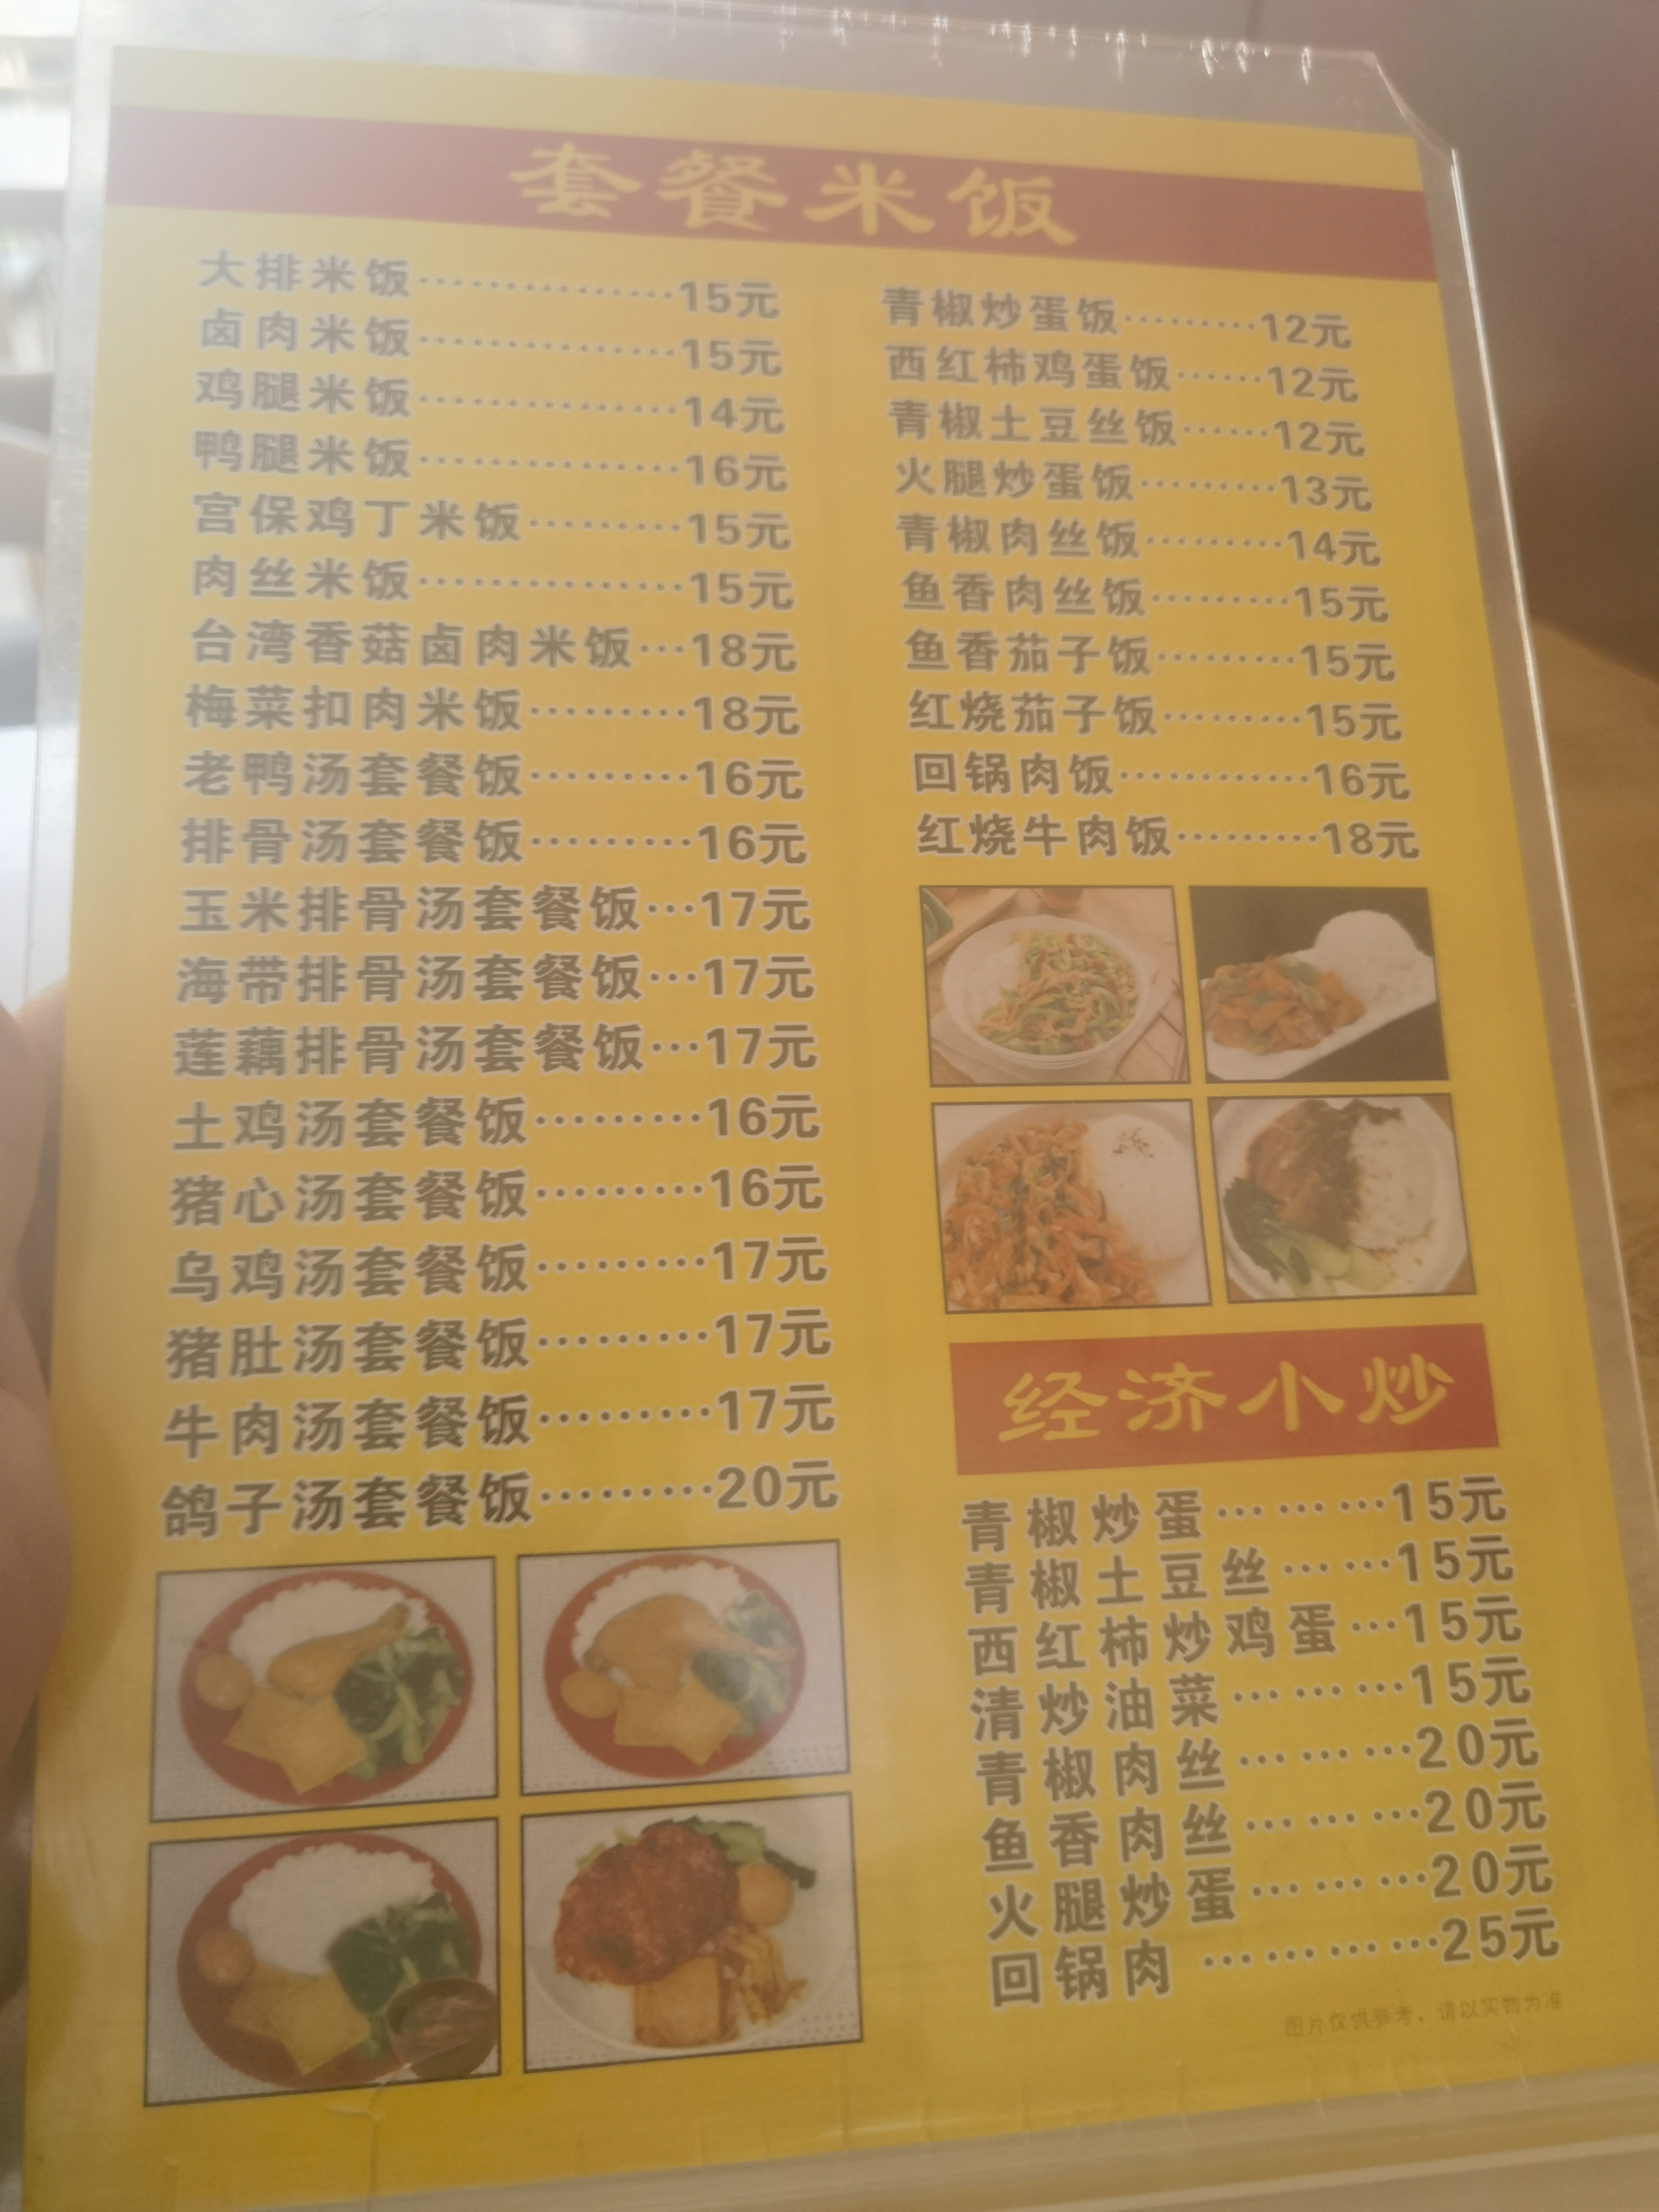 套餐米饭
大排米饭……………15元
卤肉米饭……………15元
鸡腿米饭……………14元
鸭腿米饭……………16元
宫保鸡丁米饭………15元
肉丝米饭……………15元
台湾香菇卤肉米饭…18元
梅菜扣肉米饭………18元
老鸭汤套餐饭………16元
排骨汤套餐饭………16元
玉米排骨汤套餐饭…17元
海带排骨汤套餐饭…17元
莲藕排骨汤套餐饭…17元
土鸡汤套餐饭………16元
猪心汤套餐饭………16元
乌鸡汤套餐饭………17元
猪肚汤套餐饭………17元
牛肉汤套餐饭………17元
鸽子汤套餐饭………20元
青椒炒蛋饭………12元
西红柿鸡蛋饭……12元
青椒土豆丝饭……12元
火腿炒蛋饭………13元
青椒肉丝饭………14元
鱼香肉丝饭………15元
鱼香茄子饭………15元
红烧茄子饭………15元
回锅肉饭…………16元
红烧牛肉饭………18元
经济小炒
青椒炒蛋………15元
青椒土豆丝……15元
西红柿炒鸡蛋…15元
清炒油菜………15元
青椒肉丝………20元
鱼香肉丝………20元
火腿炒蛋………20元
回锅肉…………25元
图片仅供参考，请以实物为准